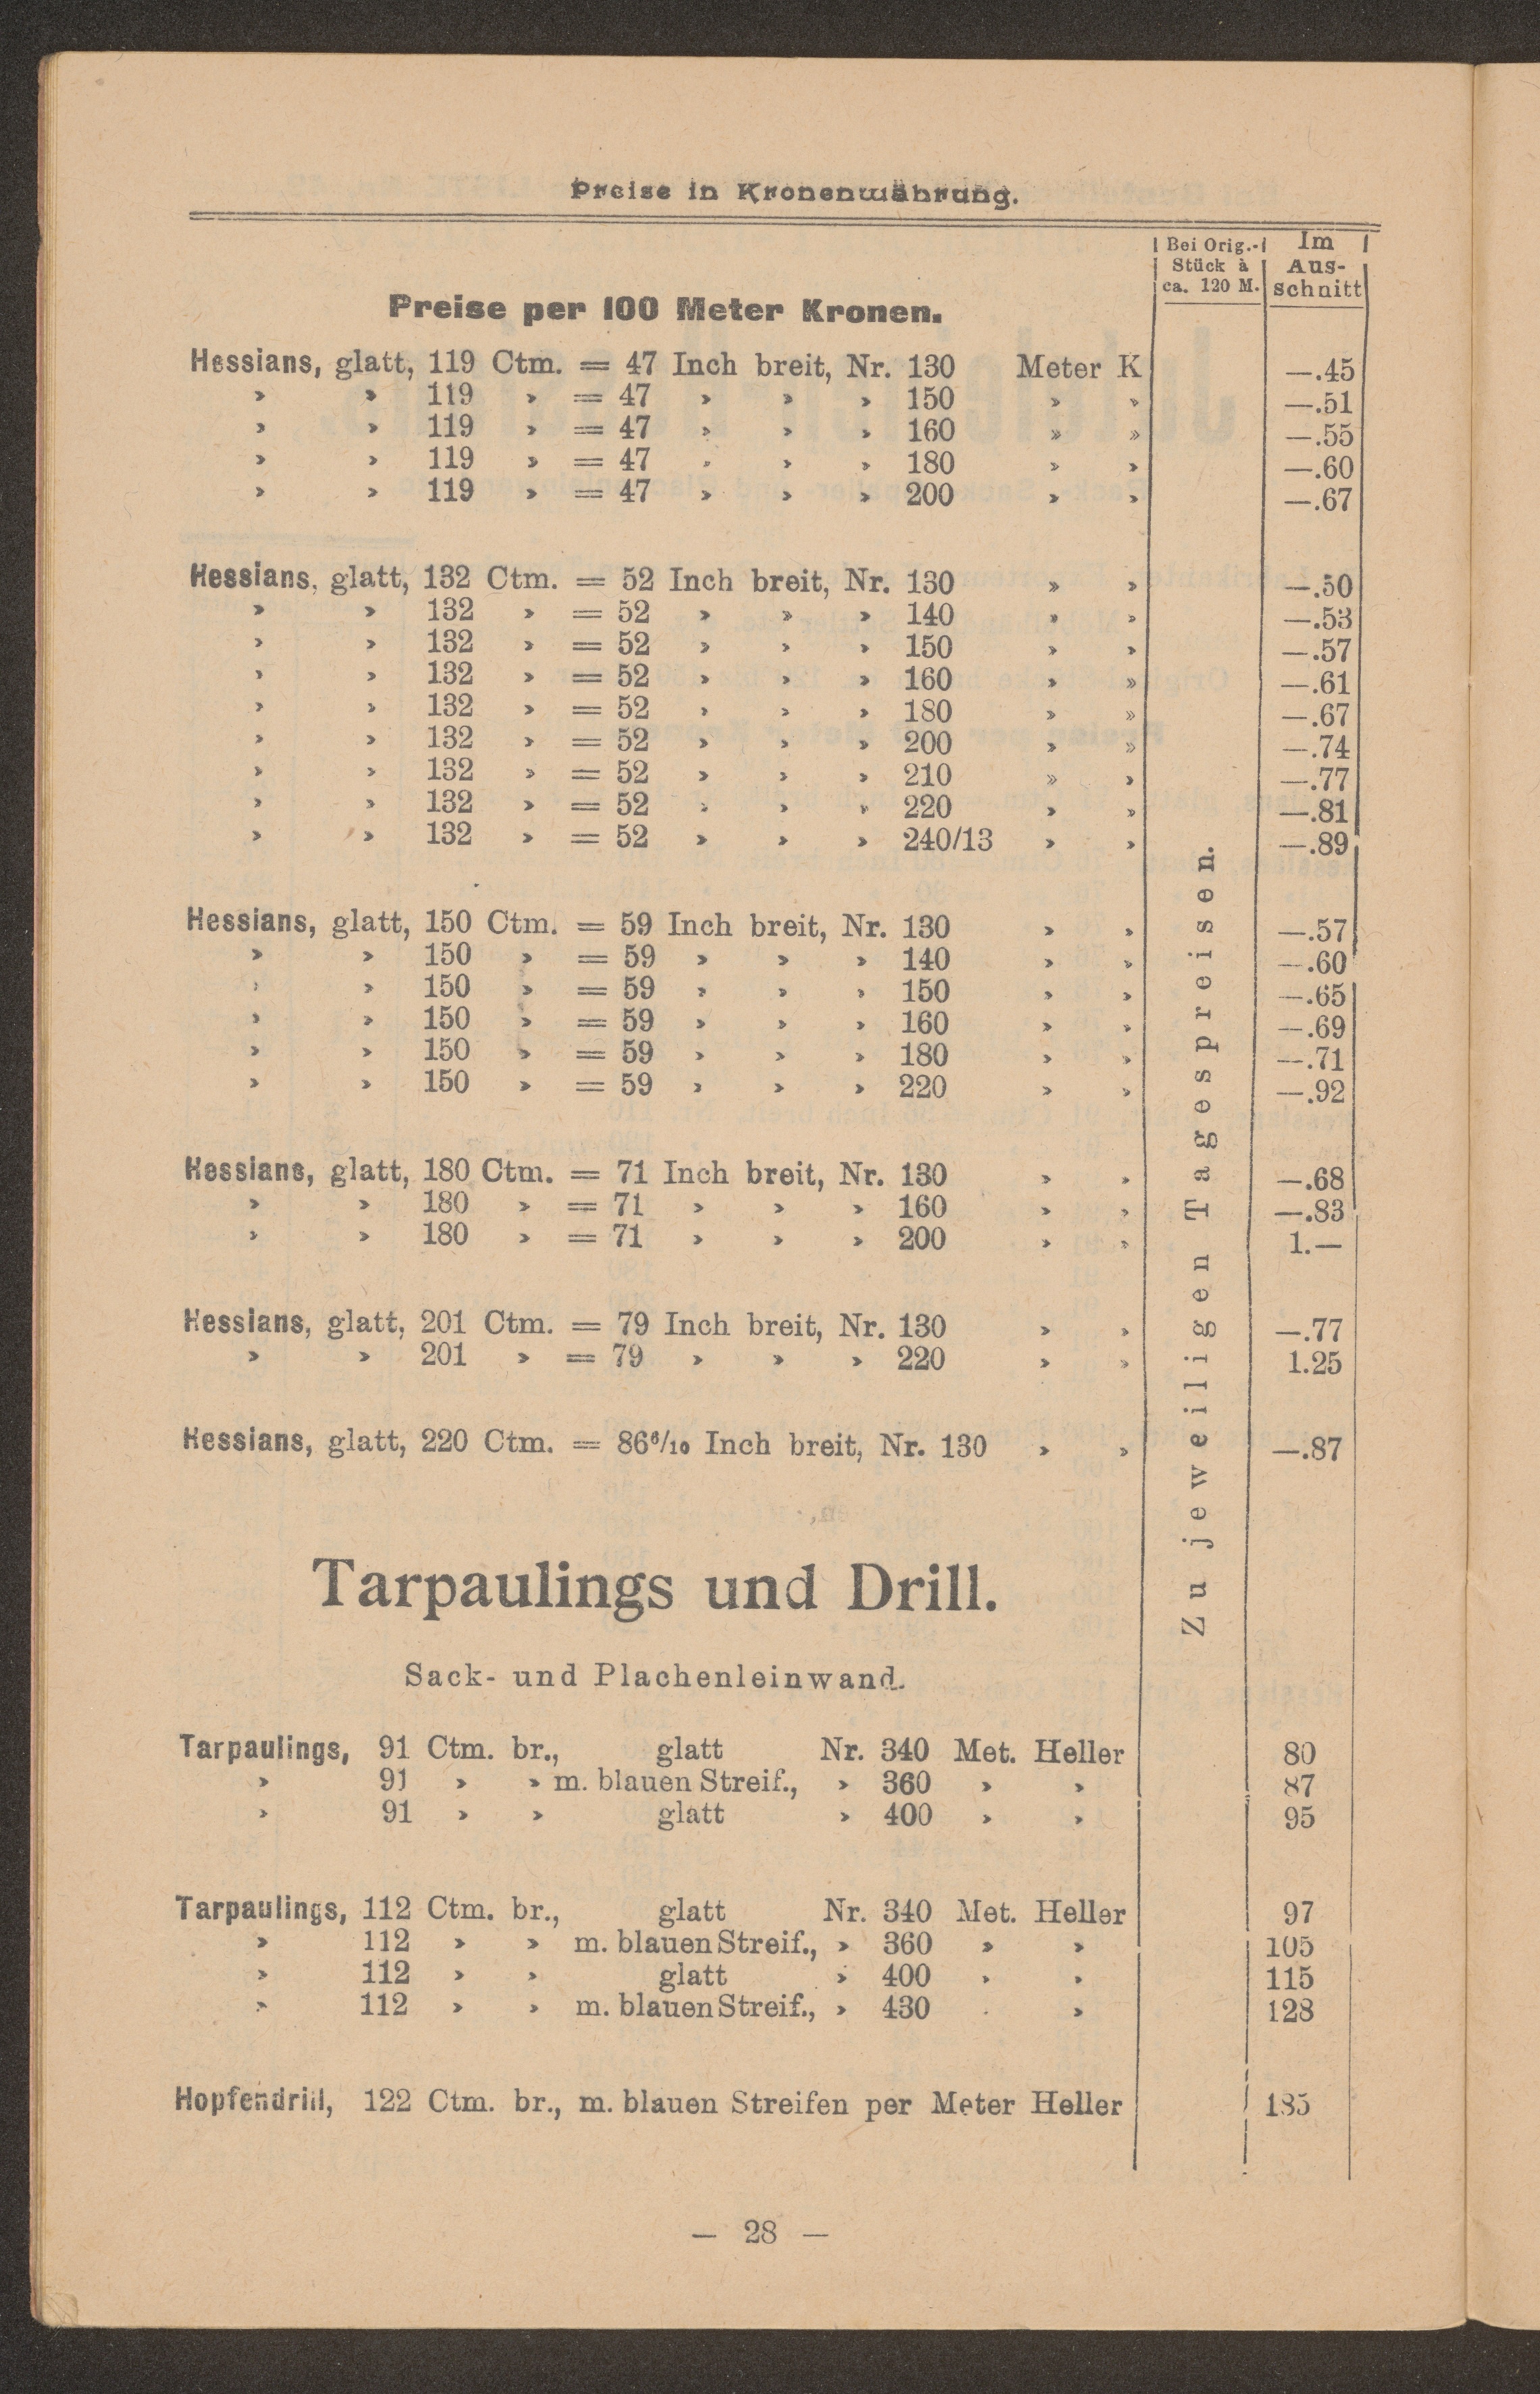 Preise in Kronenwährung.
Bei Orig.-
Stück à
ca. 120 M.
Im
Aus-
schnitt
Preise per 100 Meter Kronen.
Hessians, glatt, 119 Ctm. = 47 Inch breit, Nr. 130 Meter K —.45
» » 119 » = 47 » » » 150 » » —.51
» » 119 » = 47 » » » 160 » » —.55
» » 119 » = 47 » » » 180 » » —.60
» » 119 » = 47 » » » 200 » » —.67
Hessians, glatt, 132 Ctm. = 52 Inch breit, Nr. 130 » » —.50
» » 132 » = 52 » » » 140 » » —.53
» » 132 » = 52 » » » 150 » » —.57
» » 132 » = 52 » » » 160 » » —.61
» » 132 » = 52 » » » 180 » » —.67
» » 132 » = 52 » » » 200 » » —.74
» » 132 » = 52 » » » 210 » » —.77
» » 132 » = 52 » » » 220 » » —.81
» » 132 » = 52 » » » 240/13 » » —.89
Hessians, glatt, 150 Ctm. = 59 Inch breit, Nr. 130 » » —.57
» » 150 » = 59 » » » 140 » » —.60
» » 150 » = 59 » » » 150 » » —.65
» » 150 » = 59 » » » 160 » » —.69
» » 150 » = 59 » » » 180 » » —.71
» » 150 » = 59 » » » 220 » » —.92
Hessians, glatt, 180 Ctm. = 71 Inch breit, Nr. 130 » » —.68
» » 180 » = 71 » » » 160 » » —.83
» » 180 » = 71 » » » 200 » » 1.—
Hessians, glatt, 201 Ctm. = 79 Inch breit, Nr. 130 » » —.77
» » 201 » = 79 » » » 220 » » 1.25
Hessians, glatt, 220 Ctm. = 86⁶/₁₀ Inch breit, Nr. 130 » » —.87
Zu jeweiligen Tagespreisen.
Tarpaulings und Drill.
Sack- und Plachenleinwand.
Tarpaulings, 91 Ctm. br., glatt Nr. 340 Met. Heller 80
» 91 » » m. blauen Streif., » 360 » » 87
» 91 » » glatt » 400 » » 95
Tarpaulings, 112 Ctm. br., glatt Nr. 340 Met. Heller 97
» 112 » » m. blauen Streif., » 360 » » 105
» 112 » » glatt » 400 » » 115
» 112 » » m. blauen Streif., » 430 » » 128
Hopfendrill, 122 Ctm. br., m. blauen Streifen per Meter Heller 185
— 28 —